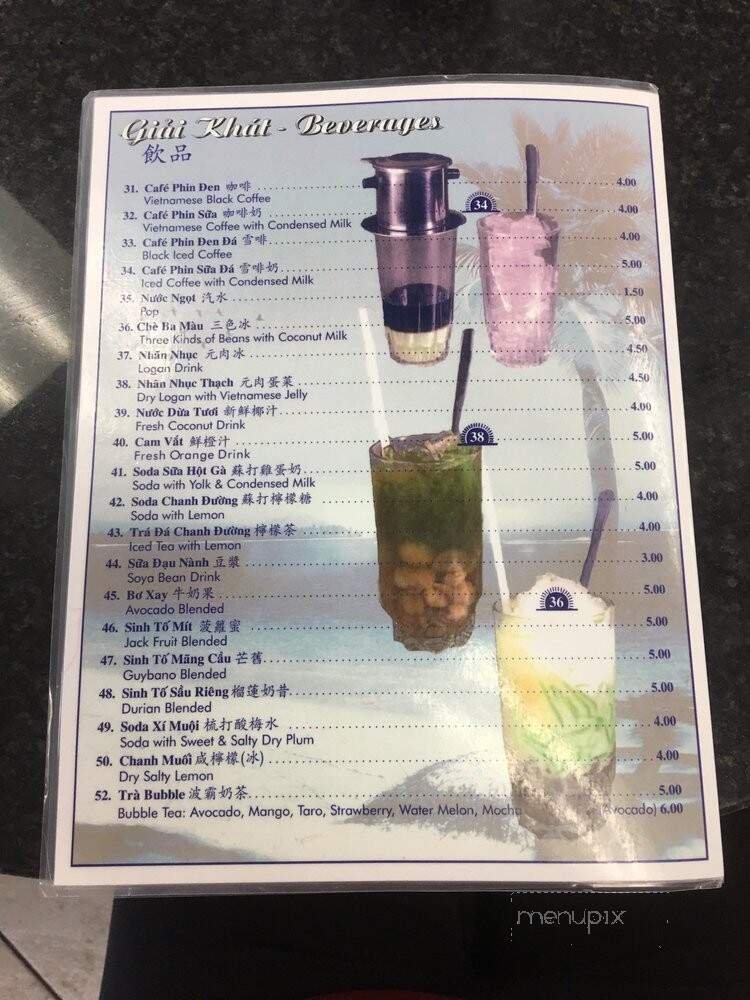 Giải Khát - Beverages
飲品
31. Café Phin Đen 咖啡 4.00
Vietnamese Black Coffee
32. Café Phin Sữa 咖啡奶 4.00
Vietnamese Coffee with Condensed Milk
33. Café Phin Đen Đá 雪啡 4.00
Black Iced Coffee
34. Café Phin Sữa Đá 雪啡奶 5.00
Iced Coffee with Condensed Milk
35. Nước Ngọt 汽水 1.50
Pop
36. Chè Ba Màu 三色冰 5.00
Three Kinds of Beans with Coconut Milk
37. Nhãn Nhục 元肉冰 4.50
Logan Drink
38. Nhãn Nhục Thạch 元肉蛋菓 4.50
Dry Logan with Vietnamese Jelly
39. Nước Dừa Tươi 新鮮椰汁 4.00
Fresh Coconut Drink
40. Cam Vắt 鮮橙汁 5.00
Fresh Orange Drink
41. Soda Sữa Hột Gà 蘇打雞蛋奶 5.00
Soda with Yolk & Condensed Milk
42. Soda Chanh Đường 蘇打檸檬糖 4.00
Soda with Lemon
43. Trá Đá Chanh Đường 檸檬茶 4.00
Iced Tea with Lemon
44. Sữa Đạu Nành 豆漿 3.00
Soya Bean Drink
45. Bơ Xay 牛奶果 5.00
Avocado Blended
46. Sinh Tố Mít 菠蘿蜜 5.00
Jack Fruit Blended
47. Sinh Tố Mãng Cầu 芒舊 5.00
Guybano Blended
48. Sinh Tố Sầu Riêng 榴蓮奶昔 5.00
Durian Blended
49. Soda Xí Muội 梳打酸梅水 4.00
Soda with Sweet & Salty Dry Plum
50. Chanh Muối 咸檸檬(冰) 4.00
Dry Salty Lemon
52. Trà Bubble 波霸奶茶 5.00
Bubble Tea: Avocado, Mango, Taro, Strawberry, Water Melon, Mocha (Avocado) 6.00
34
38
36
menupix